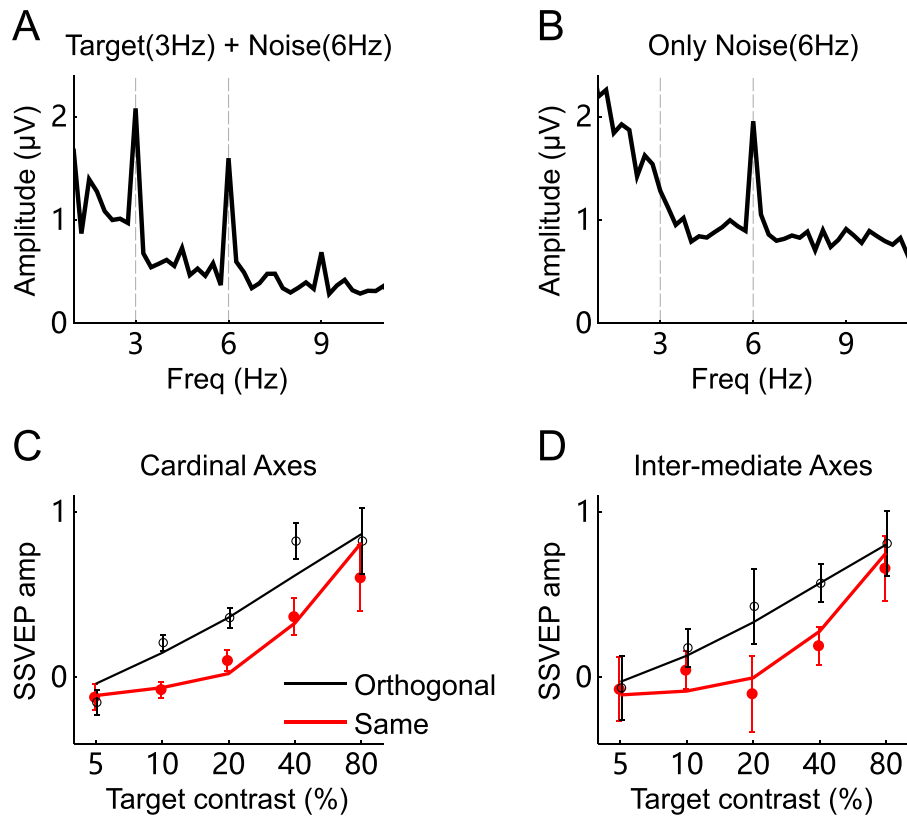 A
Target(3Hz) + Noise(6Hz)
Amplitude (µV)
2
1
0
3 6 9
Freq (Hz)
B
Only Noise(6Hz)
Amplitude (µV)
2
1
0
3 6 9
Freq (Hz)
C
Cardinal Axes
SSVEP amp
1
0
Orthogonal
Same
5 10 20 40 80
Target contrast (%)
D
Inter-mediate Axes
SSVEP amp
1
0
5 10 20 40 80
Target contrast (%)